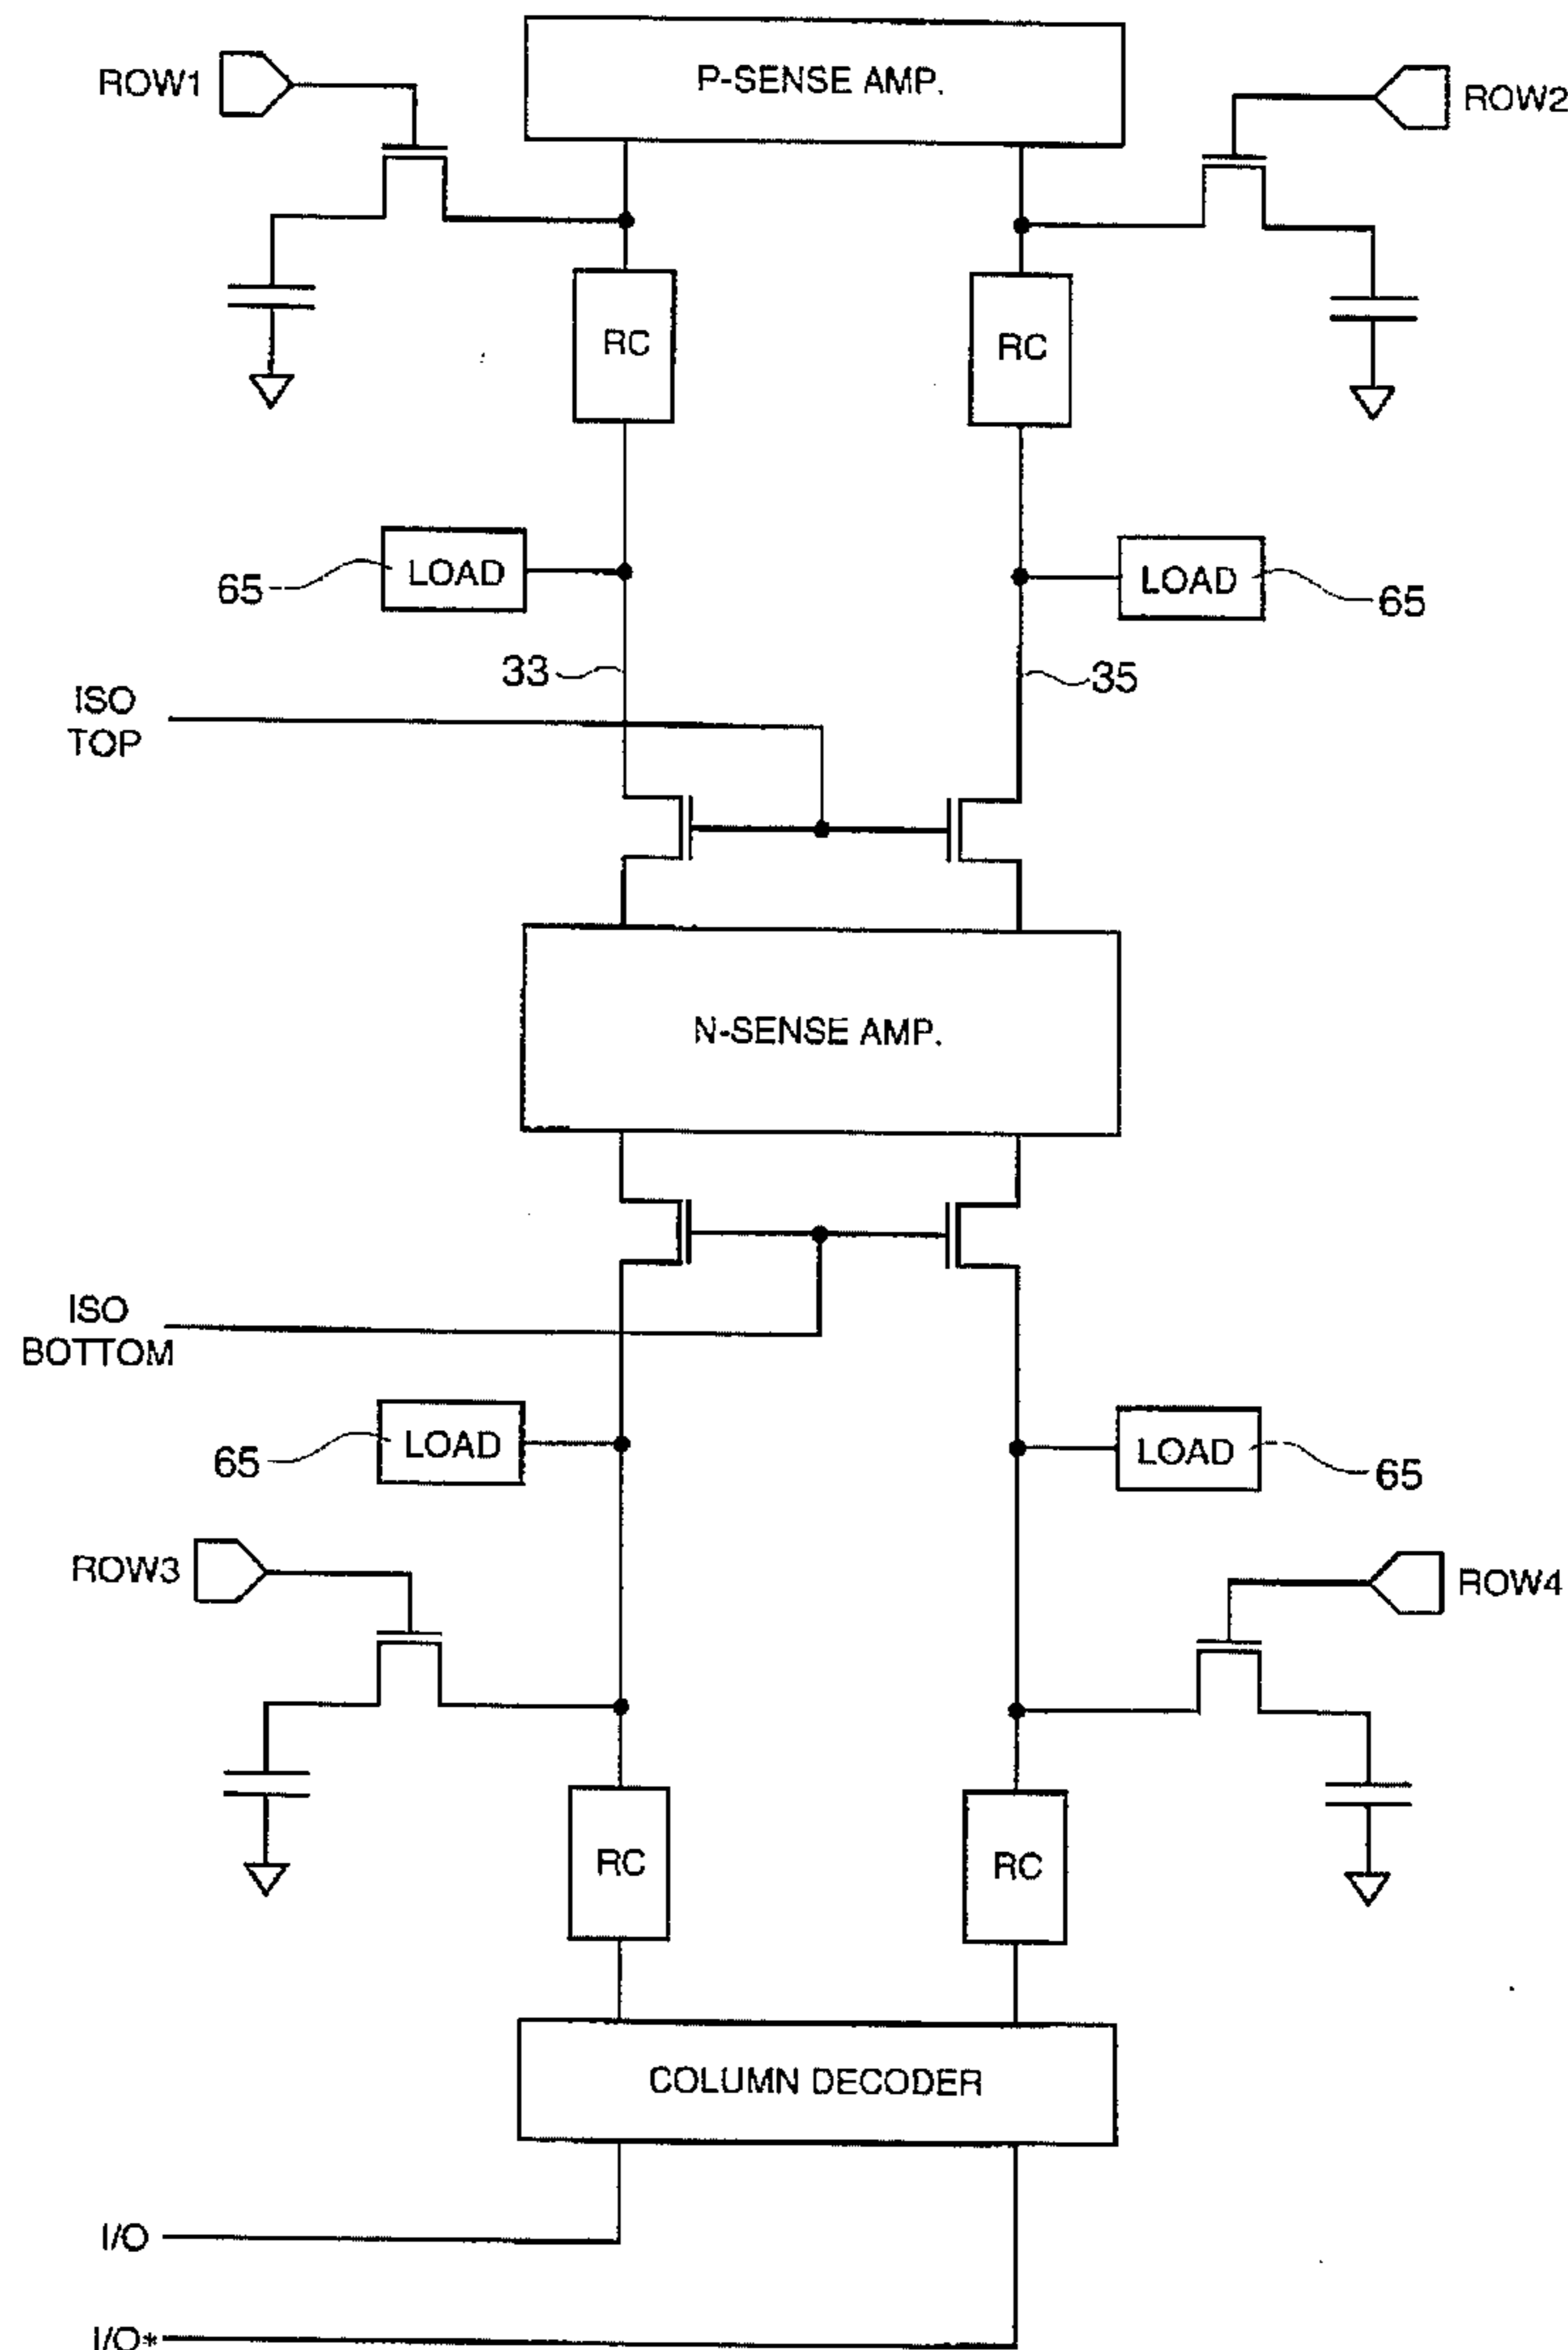 P-SENSE AMP.
ROW1
ROW2
RC
RC
65
LOAD
LOAD
65
33
35
ISO
TOP
N-SENSE AMP.
ISO
BOTTOM
65
LOAD
LOAD
65
ROW3
ROW4
RC
RC
COLUMN DECODER
I/O
I/O*